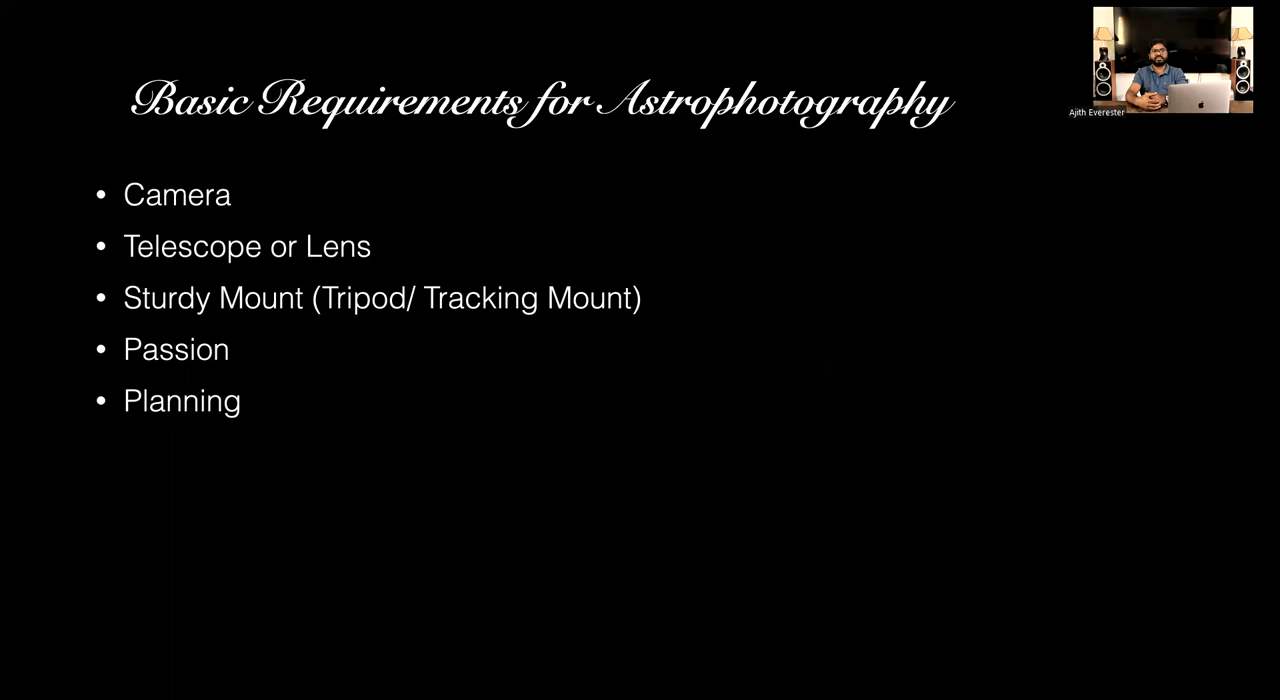 Basic Requirements for Astrophotography
Ajith Everester
• Camera
• Telescope or Lens
• Sturdy Mount (Tripod/ Tracking Mount)
• Passion
• Planning